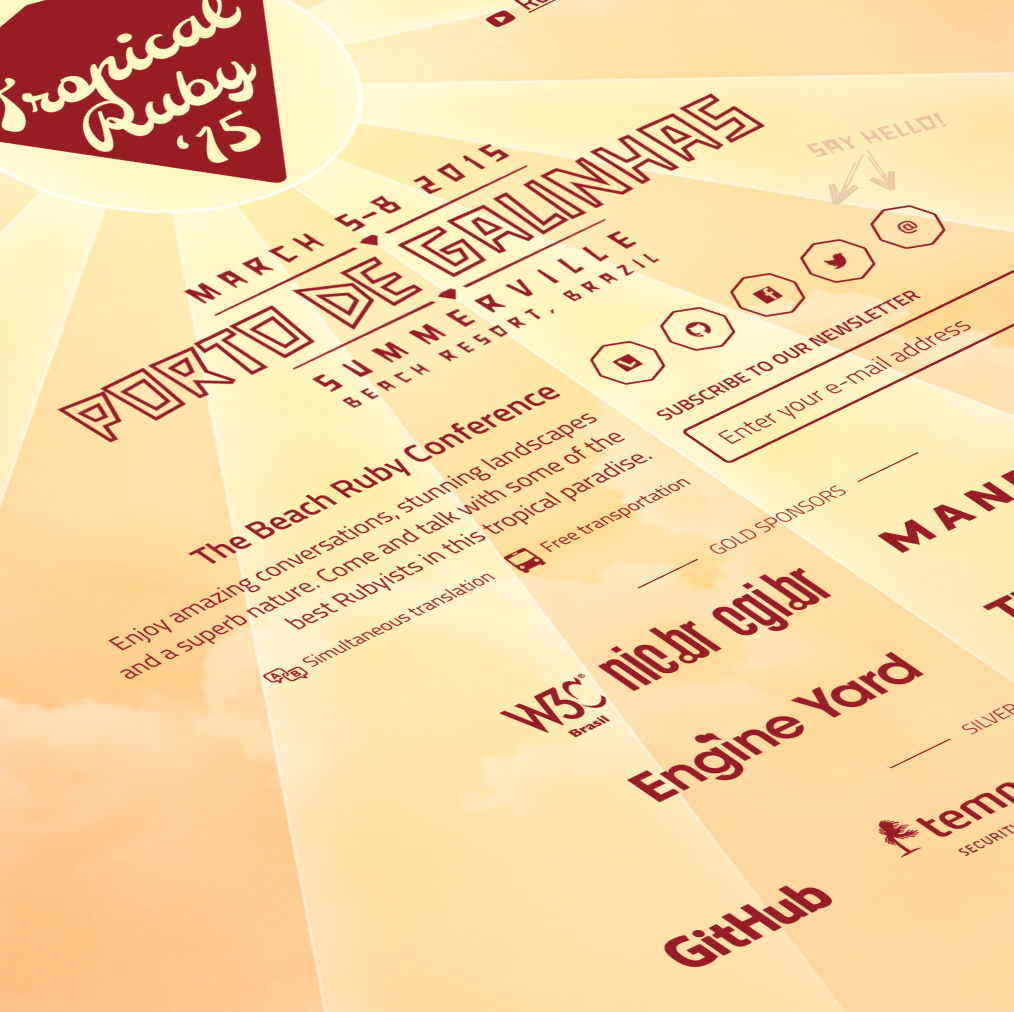 Tropical
Ruby
'15
MARCH 5-8 2015
PORTO DE GALINHAS
SUMMERVILLE
BEACH RESORT, BRAZIL
SAY HELLO!
@
SUBSCRIBE TO OUR NEWSLETTER
Enter your e-mail address
The Beach Ruby Conference
Enjoy amazing conversations, stunning landscapes
and a superb nature. Come and talk with some of the
best Rubyists in this tropical paradise.
A B Simultaneous translation
Free transportation
GOLD SPONSORS
W3C®
Brasil
nic.br cgi.br
Engine Yard
SILVER
SECURITY
GitHub